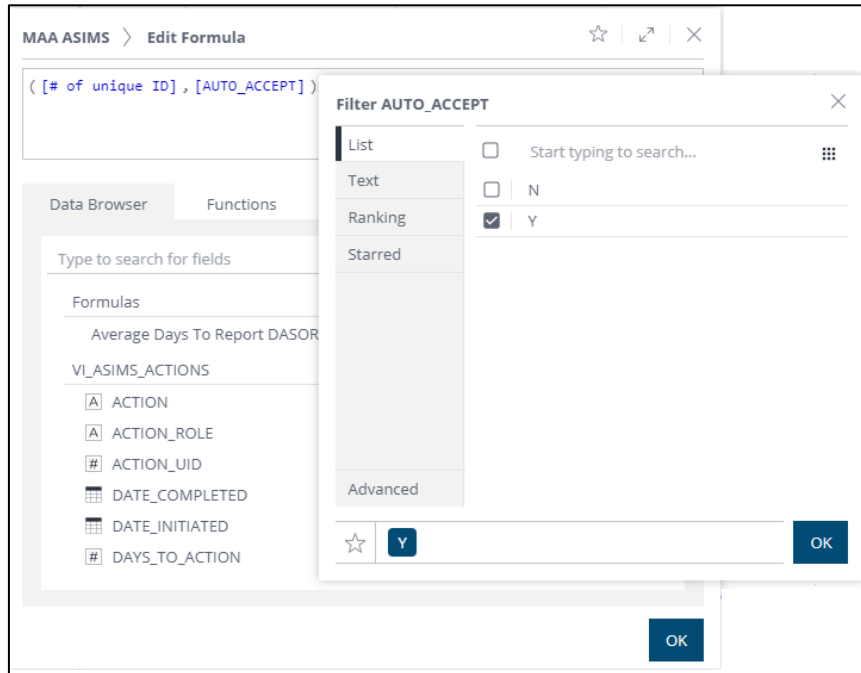 MAA ASIMS > Edit Formula
([# of unique ID],[AUTO_ACCEPT])
Data Browser Functions
Type to search for fields
Formulas
Average Days To Report DASOR
VI_ASIMS_ACTIONS
A ACTION
A ACTION_ROLE
# ACTION_UID
DATE_COMPLETED
DATE_INITIATED
# DAYS_TO_ACTION
OK
Filter AUTO_ACCEPT
List
Text
Ranking
Starred
Advanced
Start typing to search...
N
Y
Y
OK